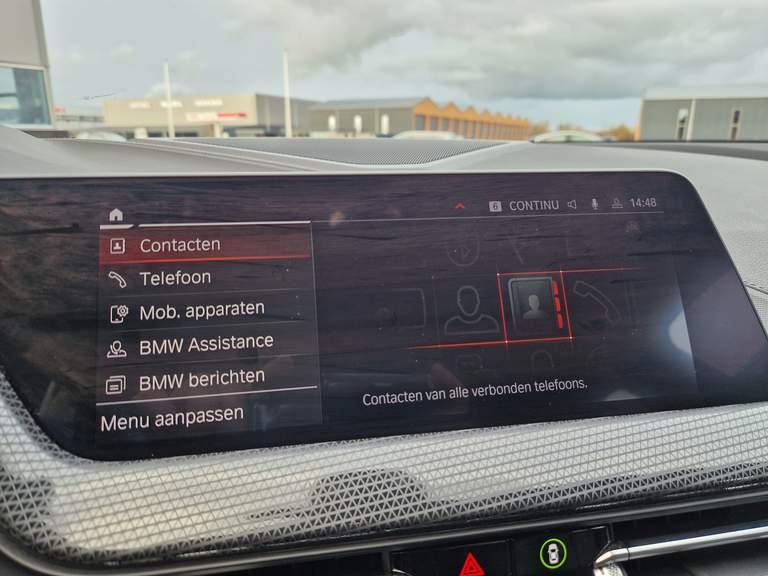 6 CONTINU 14:48
Contacten
Telefoon
Mob. apparaten
BMW Assistance
BMW berichten
Menu aanpassen
Contacten van alle verbonden telefoons.